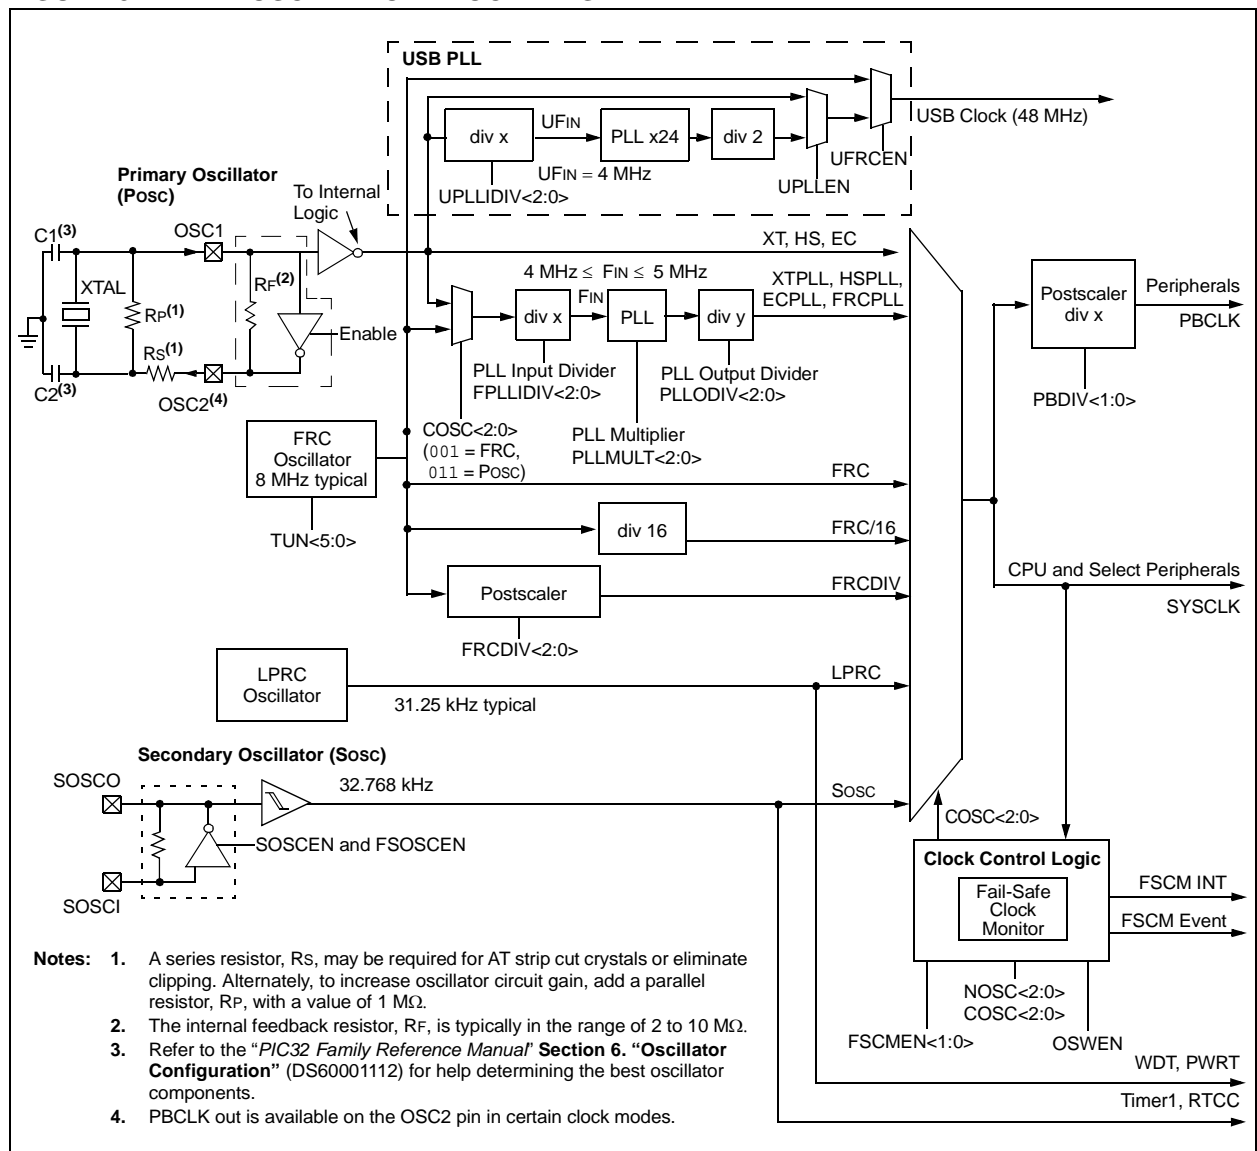 USB PLL
UFIN
div x
PLL x24
div 2
USB Clock (48 MHz)
UFRCEN
UFIN = 4 MHz
UPLLEN
UPLLIDIV<2:0>
Primary Oscillator
(POSC)
To Internal
Logic
C1(3)
OSC1
XT, HS, EC
XTAL
RF(2)
4 MHz ≤ FIN ≤ 5 MHz
XTPLL, HSPLL,
ECPLL, FRCPLL
FIN
Postscaler
div x
Peripherals
PBCLK
RP(1)
div x
PLL
div y
Enable
RS(1)
C2(3)
OSC2(4)
PLL Input Divider
FPLLIDIV<2:0>
PLL Output Divider
PLLODIV<2:0>
PBDIV<1:0>
COSC<2:0>
(001 = FRC,
011 = POSC)
PLL Multiplier
PLLMULT<2:0>
FRC
Oscillator
8 MHz typical
FRC
TUN<5:0>
div 16
FRC/16
CPU and Select Peripherals
SYSCLK
Postscaler
FRCDIV
FRCDIV<2:0>
LPRC
Oscillator
LPRC
31.25 kHz typical
Secondary Oscillator (SOSC)
SOSCO
32.768 kHz
SOSC
COSC<2:0>
SOSCEN and FSOSCEN
SOSCI
Clock Control Logic
Fail-Safe
Clock
Monitor
FSCM INT
FSCM Event
NOSC<2:0>
COSC<2:0>
FSCMEN<1:0>
OSWEN
WDT, PWRT
Timer1, RTCC
Notes: 1. A series resistor, RS, may be required for AT strip cut crystals or eliminate
clipping. Alternately, to increase oscillator circuit gain, add a parallel
resistor, RP, with a value of 1 MΩ.
2. The internal feedback resistor, RF, is typically in the range of 2 to 10 MΩ.
3. Refer to the “PIC32 Family Reference Manual” Section 6. “Oscillator
Configuration” (DS60001112) for help determining the best oscillator
components.
4. PBCLK out is available on the OSC2 pin in certain clock modes.